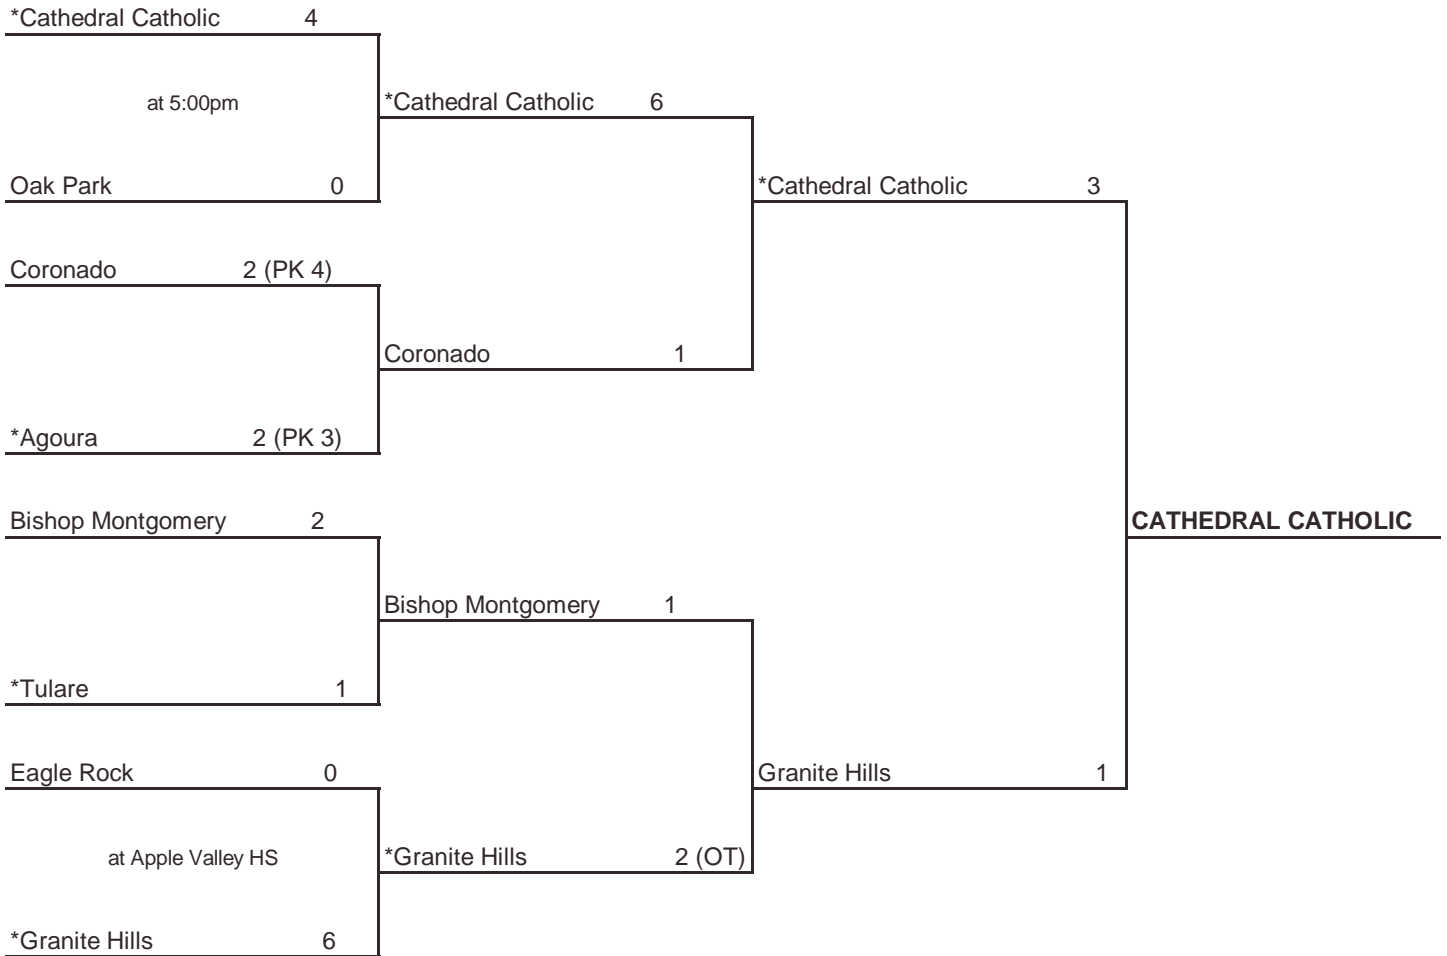 *Cathedral Catholic 4
at 5:00pm
*Cathedral Catholic 6
Oak Park 0
*Cathedral Catholic 3
Coronado 2 (PK 4)
Coronado 1
*Agoura 2 (PK 3)
Bishop Montgomery 2
CATHEDRAL CATHOLIC
Bishop Montgomery 1
*Tulare 1
Eagle Rock 0
Granite Hills 1
at Apple Valley HS
*Granite Hills 2 (OT)
*Granite Hills 6